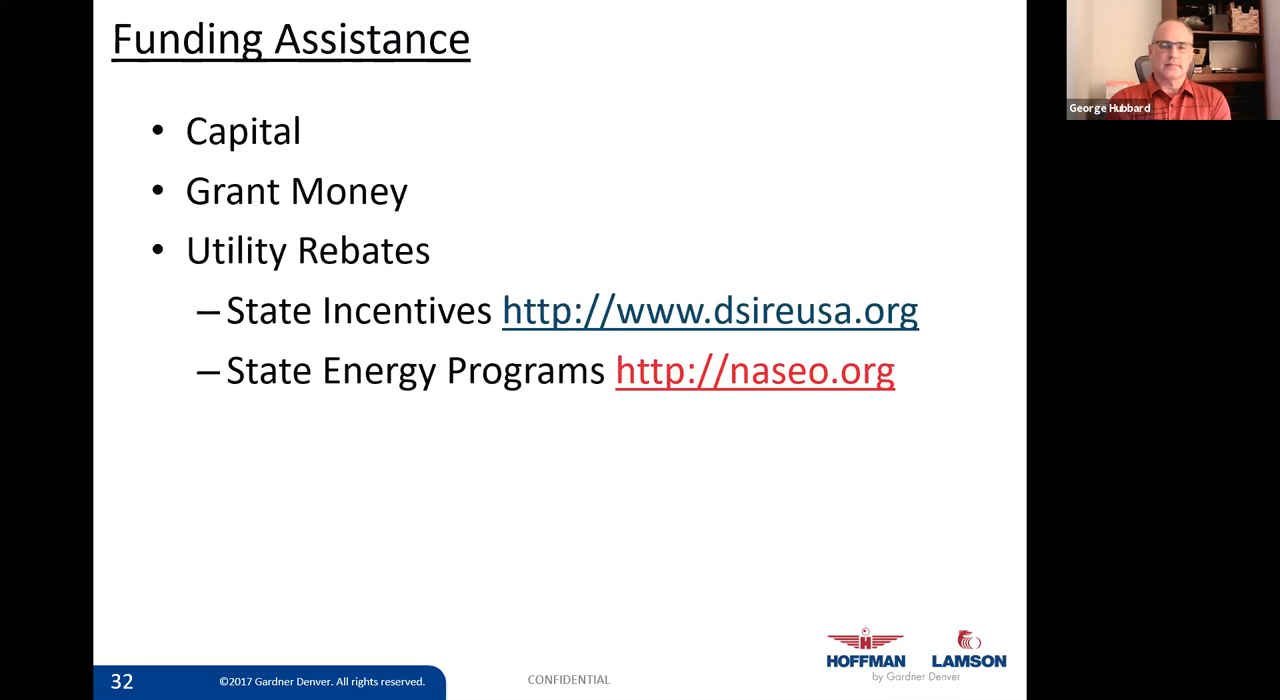 Funding Assistance
• Capital
• Grant Money
• Utility Rebates
– State Incentives http://www.dsireusa.org
– State Energy Programs http://naseo.org
George Hubbard
HOFFMAN LAMSON
by Gardner Denver
32 ©2017 Gardner Denver. All rights reserved. CONFIDENTIAL